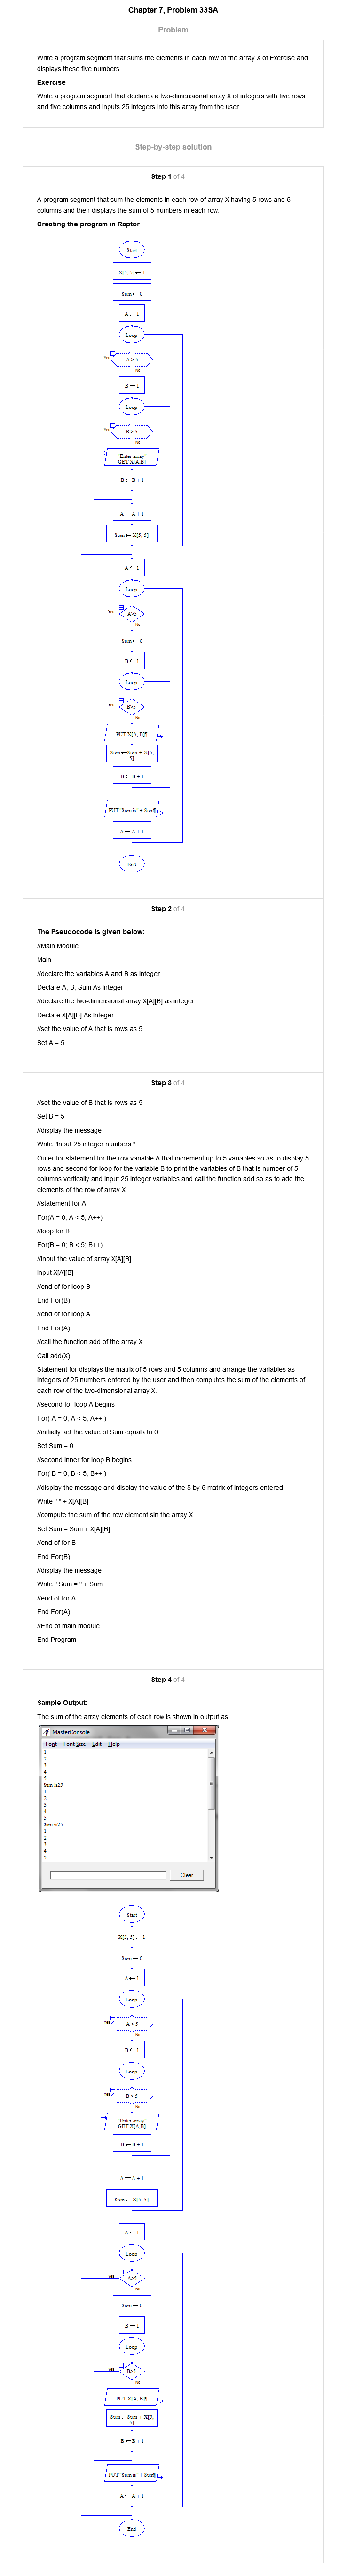 Chapter 7, Problem 33SA
Problem
Write a program segment that sums the elements in each row of the array X of Exercise and
displays these five numbers.
Exercise
Write a program segment that declares a two-dimensional array X of integers with five rows
and five columns and inputs 25 integers into this array from the user.
Step-by-step solution
Step 1 of 4
A program segment that sum the elements in each row of array X having 5 rows and 5
columns and then displays the sum of 5 numbers in each row.
Creating the program in Raptor
Start
X[5, 5]←1
Sum←0
A←1
Loop
A > 5
Yes
No
B←1
Loop
B > 5
Yes
No
"Enter array"
GET X[A,B]
B←B + 1
A←A + 1
Sum← X[5, 5]
A←1
Loop
A>5
Yes
No
Sum←0
B←1
Loop
B>5
Yes
No
PUT X[A, B]¶
Sum←Sum + X[5,
5]
B←B + 1
PUT "Sum is" + Sum¶
A←A + 1
End
Step 2 of 4
The Pseudocode is given below:
//Main Module
Main
//declare the variables A and B as integer
Declare A, B, Sum As Integer
//declare the two-dimensional array X[A][B] as integer
Declare X[A][B] As Integer
//set the value of A that is rows as 5
Set A = 5
Step 3 of 4
//set the value of B that is rows as 5
Set B = 5
//display the message
Write "Input 25 integer numbers:"
Outer for statement for the row variable A that increment up to 5 variables so as to display 5
rows and second for loop for the variable B to print the variables of B that is number of 5
columns vertically and input 25 integer variables and call the function add so as to add the
elements of the row of array X.
//statement for A
For(A = 0; A < 5; A++)
//loop for B
For(B = 0; B < 5; B++)
//input the value of array X[A][B]
Input X[A][B]
//end of for loop B
End For(B)
//end of for loop A
End For(A)
//call the function add of the array X
Call add(X)
Statement for displays the matrix of 5 rows and 5 columns and arrange the variables as
integers of 25 numbers entered by the user and then computes the sum of the elements of
each row of the two-dimensional array X.
//second for loop A begins
For( A = 0; A < 5; A++ )
//initially set the value of Sum equals to 0
Set Sum = 0
//second inner for loop B begins
For( B = 0; B < 5; B++ )
//display the message and display the value of the 5 by 5 matrix of integers entered
Write " " + X[A][B]
//compute the sum of the row element sin the array X
Set Sum = Sum + X[A][B]
//end of for B
End For(B)
//display the message
Write " Sum = " + Sum
//end of for A
End For(A)
//End of main module
End Program
Step 4 of 4
Sample Output:
The sum of the array elements of each row is shown in output as:
MasterConsole
Font Font Size Edit Help
1
2
3
4
5
Sum is25
1
2
3
4
5
Sum is25
1
2
3
4
5
Clear
Start
X[5, 5]←1
Sum←0
A←1
Loop
A > 5
Yes
No
B←1
Loop
B > 5
Yes
No
"Enter array"
GET X[A,B]
B←B + 1
A←A + 1
Sum← X[5, 5]
A←1
Loop
A>5
Yes
No
Sum←0
B←1
Loop
B>5
Yes
No
PUT X[A, B]¶
Sum←Sum + X[5,
5]
B←B + 1
PUT "Sum is" + Sum¶
A←A + 1
End